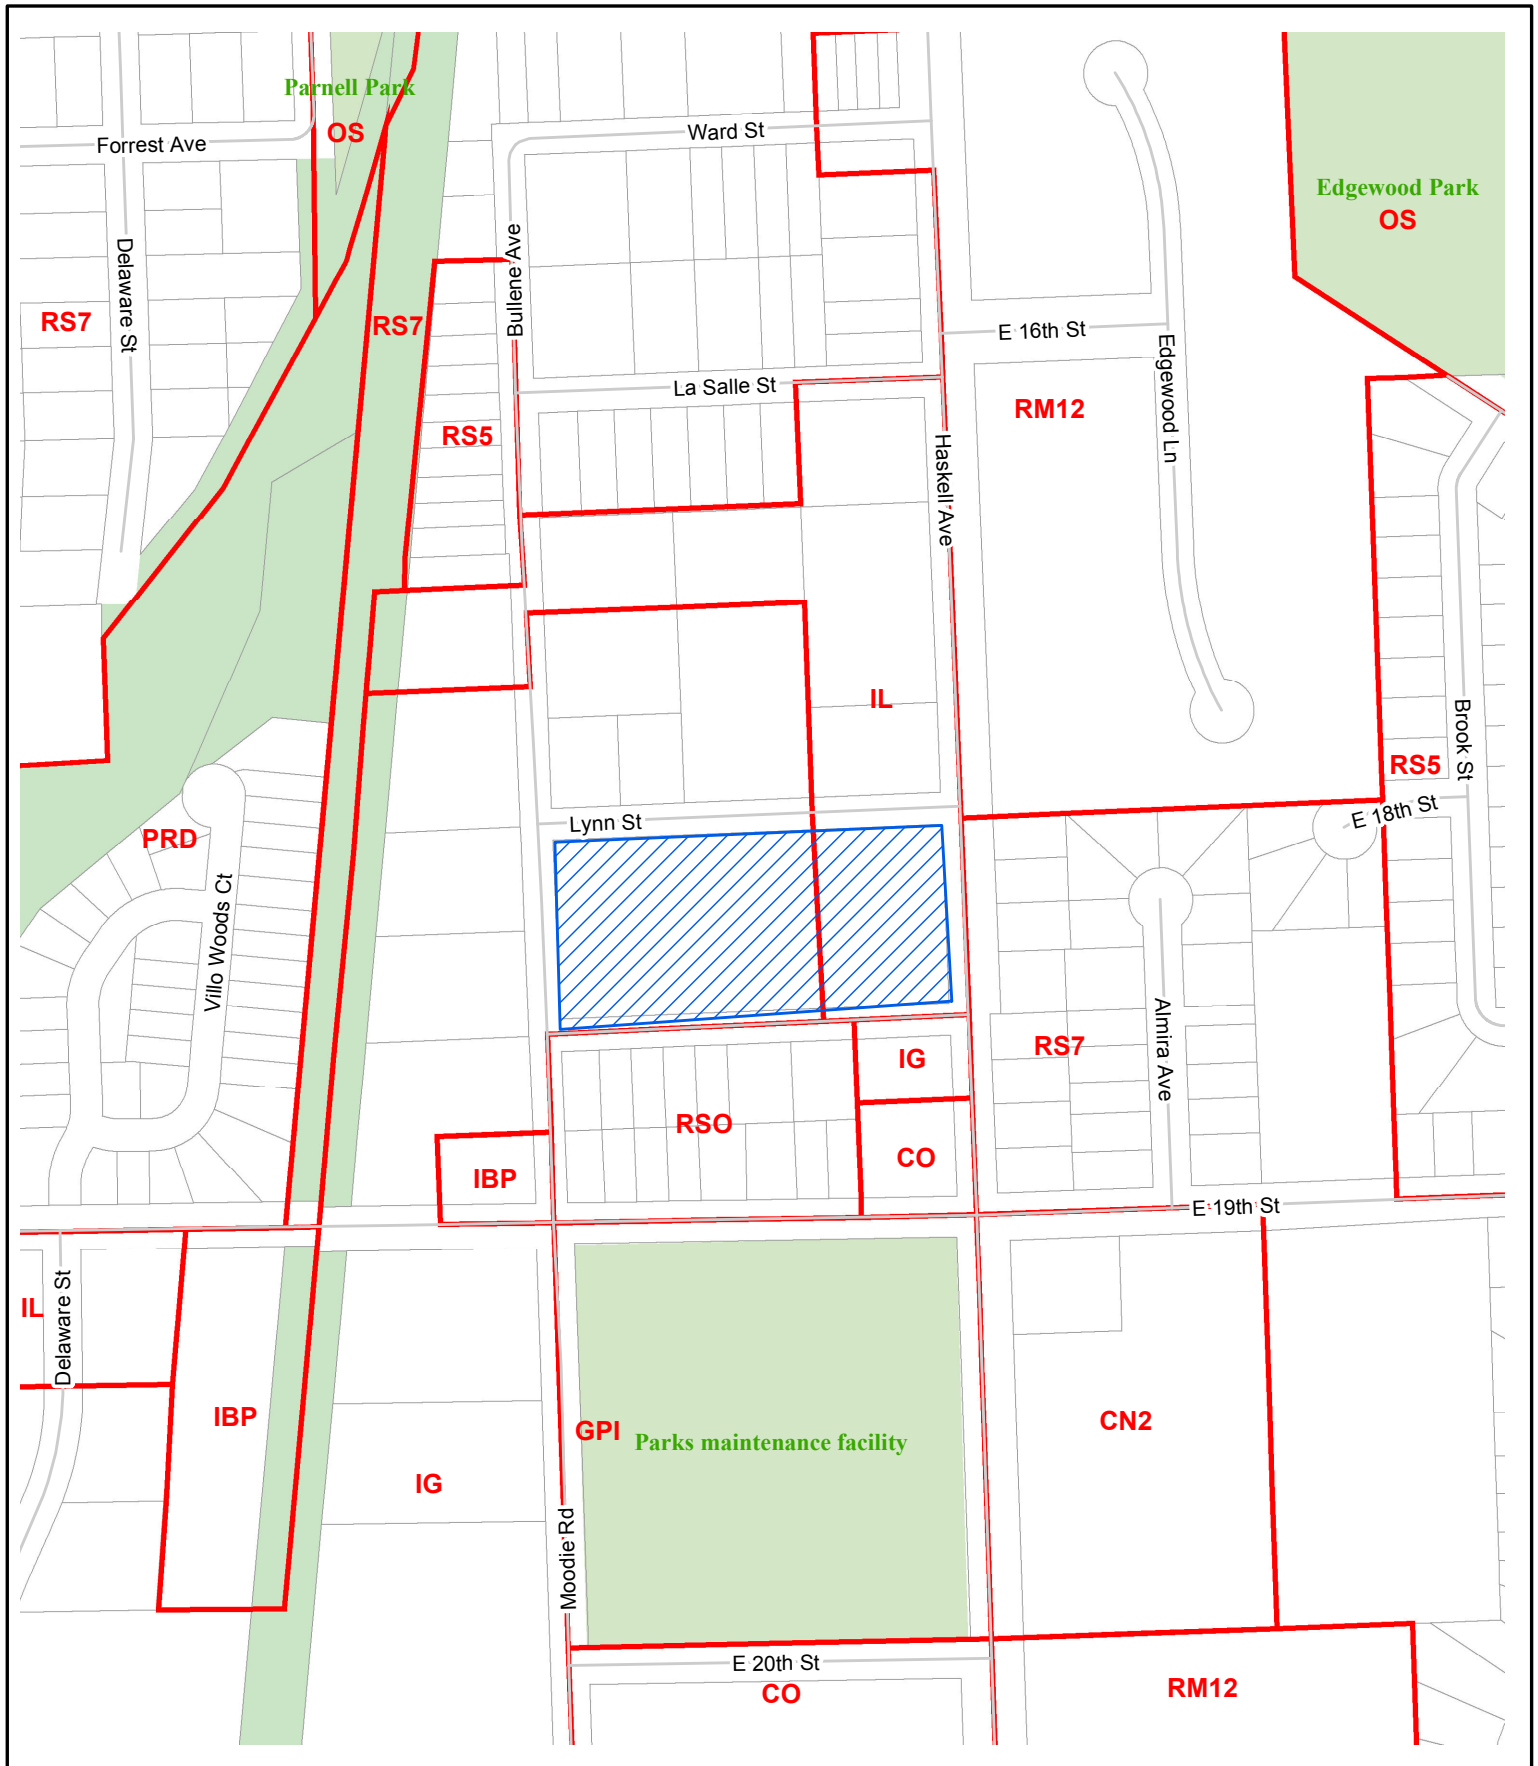 Parnell Park
OS
Forrest Ave
Ward St
Edgewood Park
OS
Delaware St
Bullene Ave
RS7
RS7
E 16th St
Edgewood Ln
La Salle St
RM12
RS5
Haskell Ave
IL
Brook St
RS5
E 18th St
Lynn St
PRD
Villo Woods Ct
Almira Ave
RS7
IG
RSO
CO
IBP
E 19th St
IL
Delaware St
IBP
GPI
Parks maintenance facility
CN2
IG
Moodie Rd
E 20th St
CO
RM12